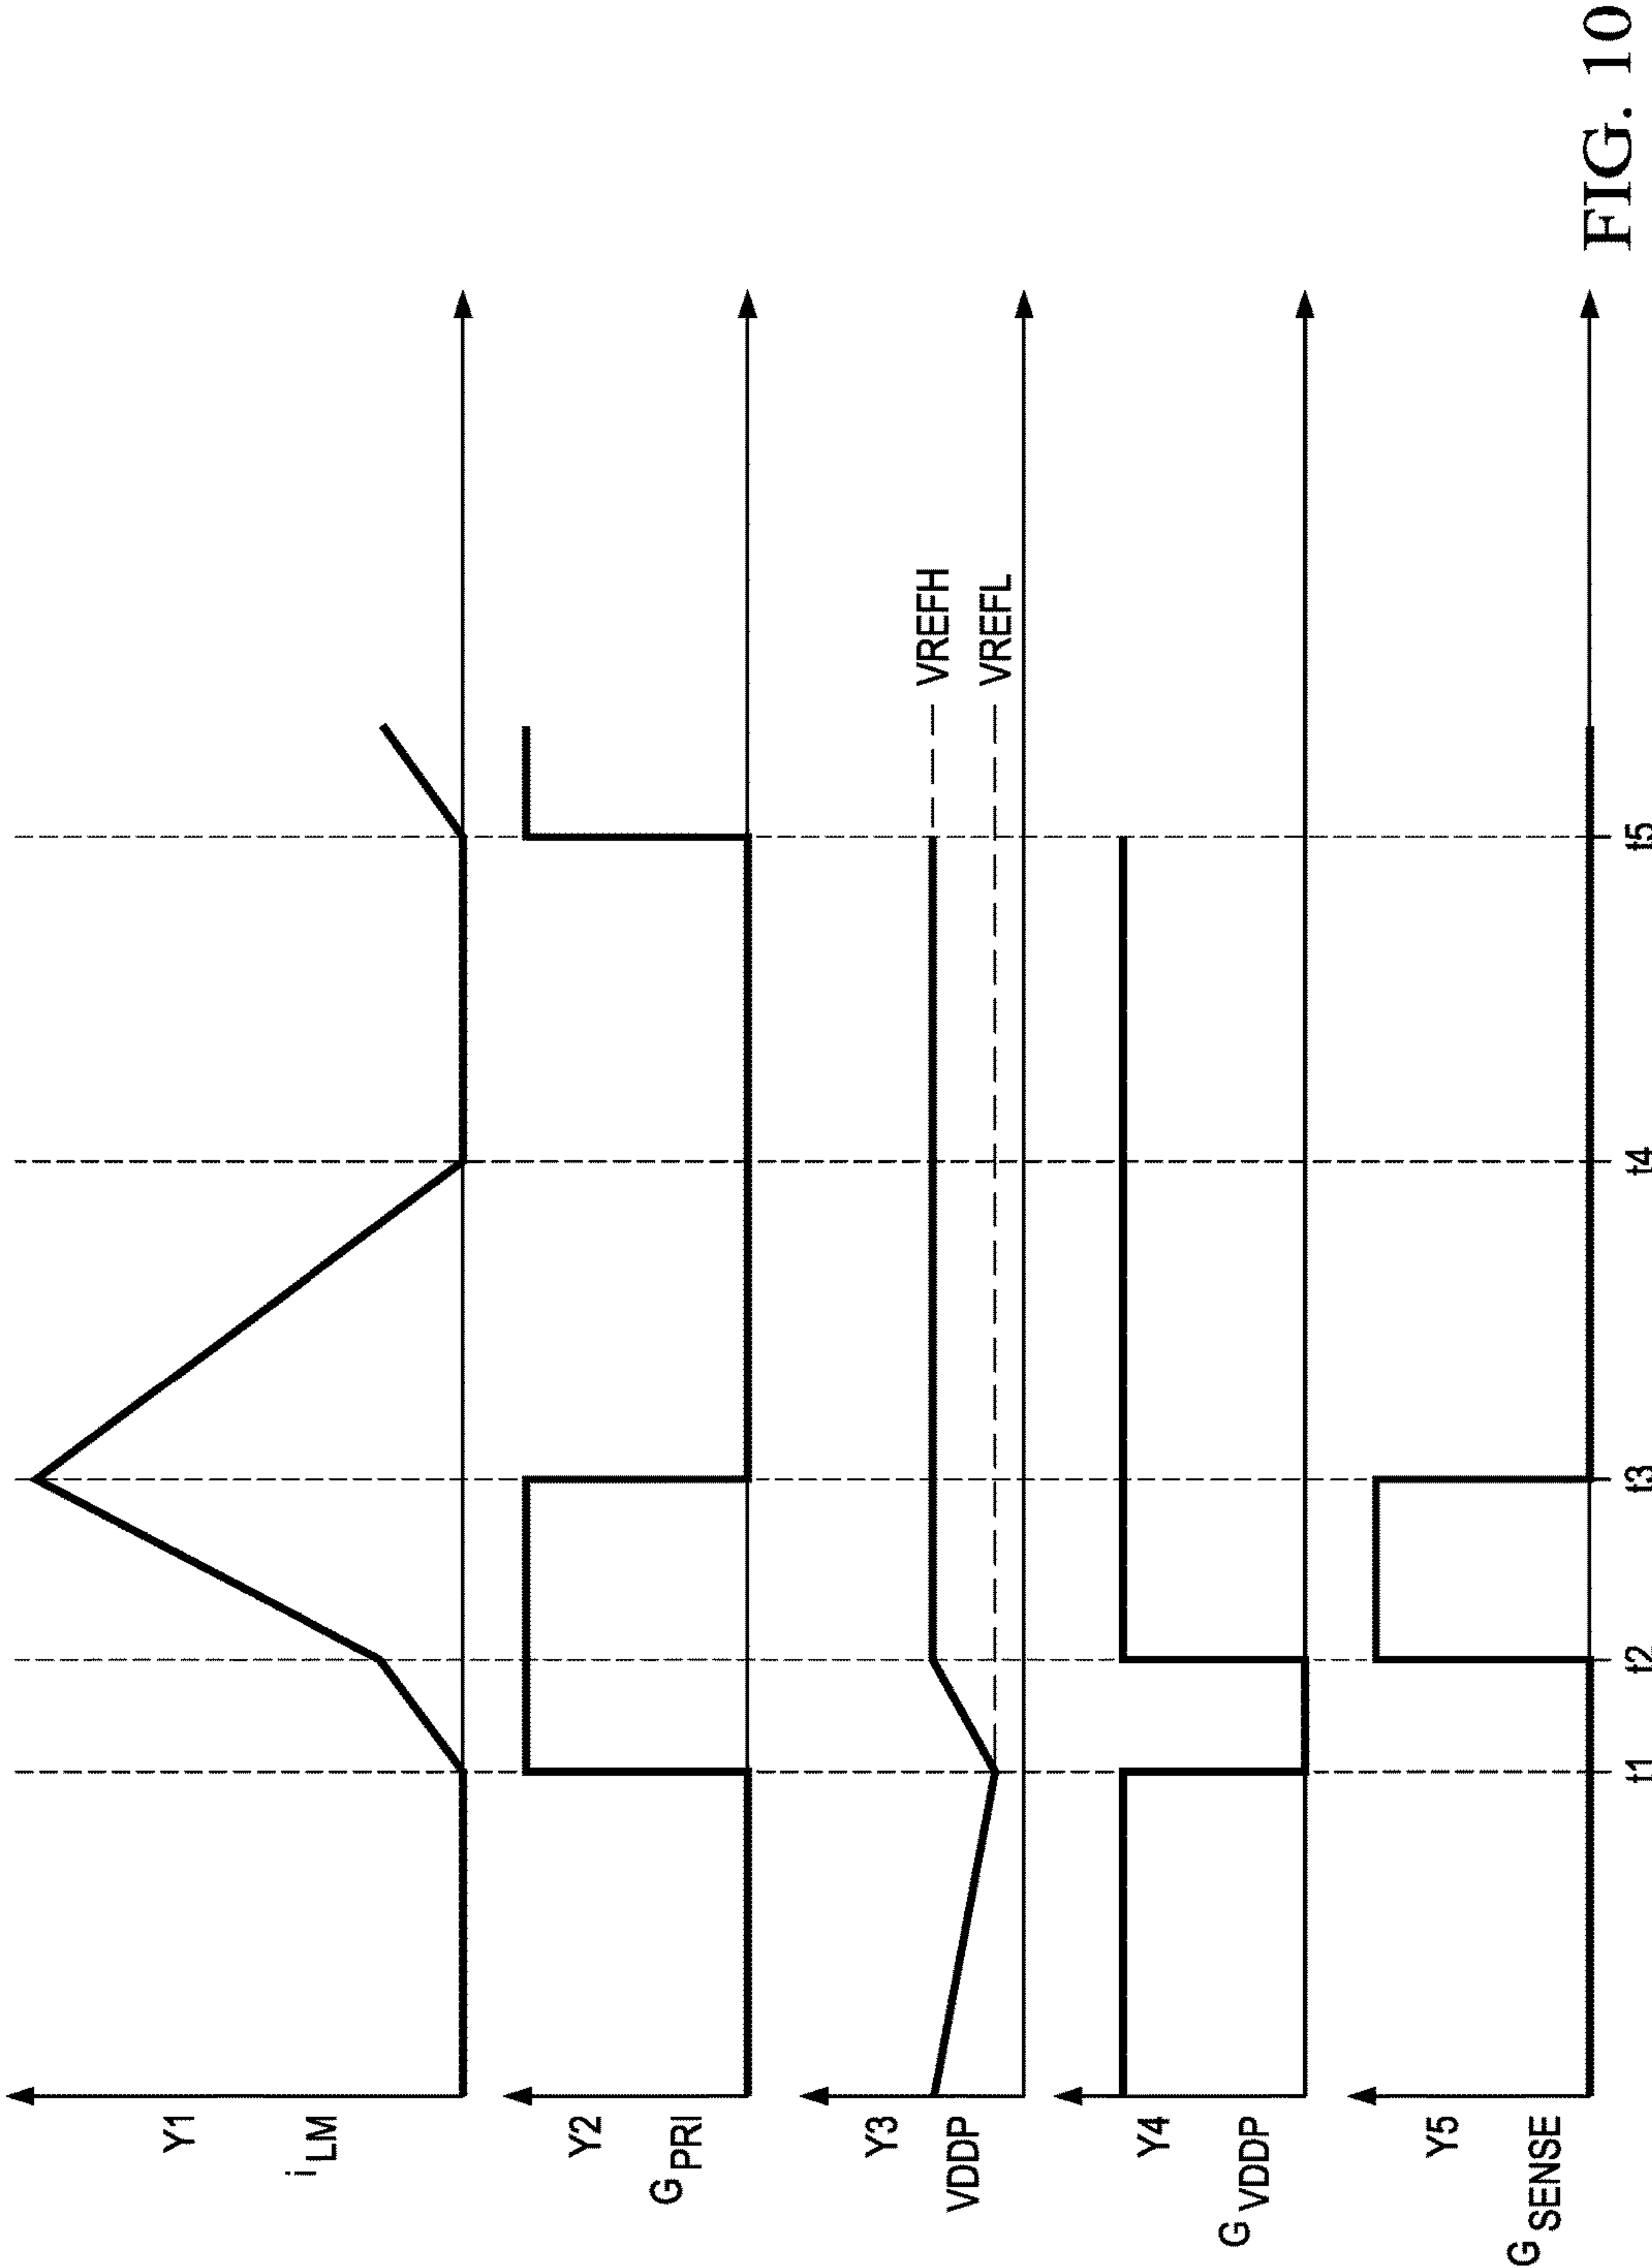 Y1
iLM
Y2
GPRI
Y3
VDDP
VREFH
VREFL
Y4
GVDDP
Y5
GSENSE
t1 t2 t3 t4 t5
FIG. 10